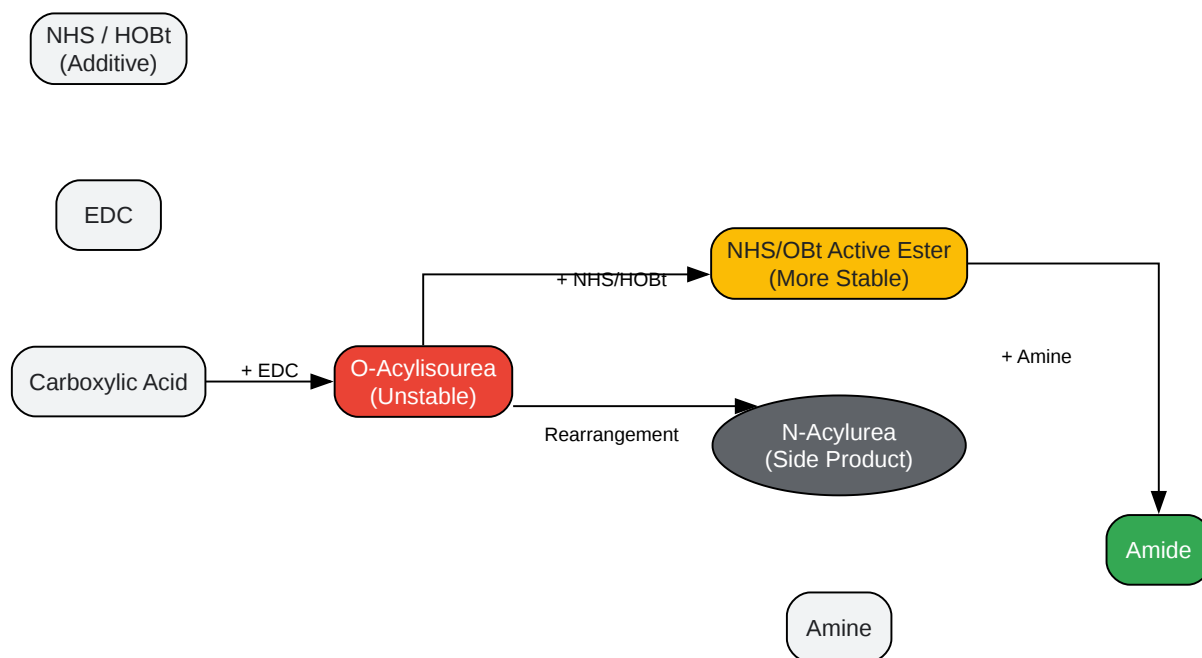 NHS / HOBt
(Additive)
EDC
NHS/OBt Active Ester
(More Stable)
+ NHS/HOBt
+ Amine
Carboxylic Acid
+ EDC
O-Acylisourea
(Unstable)
Rearrangement
N-Acylurea
(Side Product)
Amide
Amine